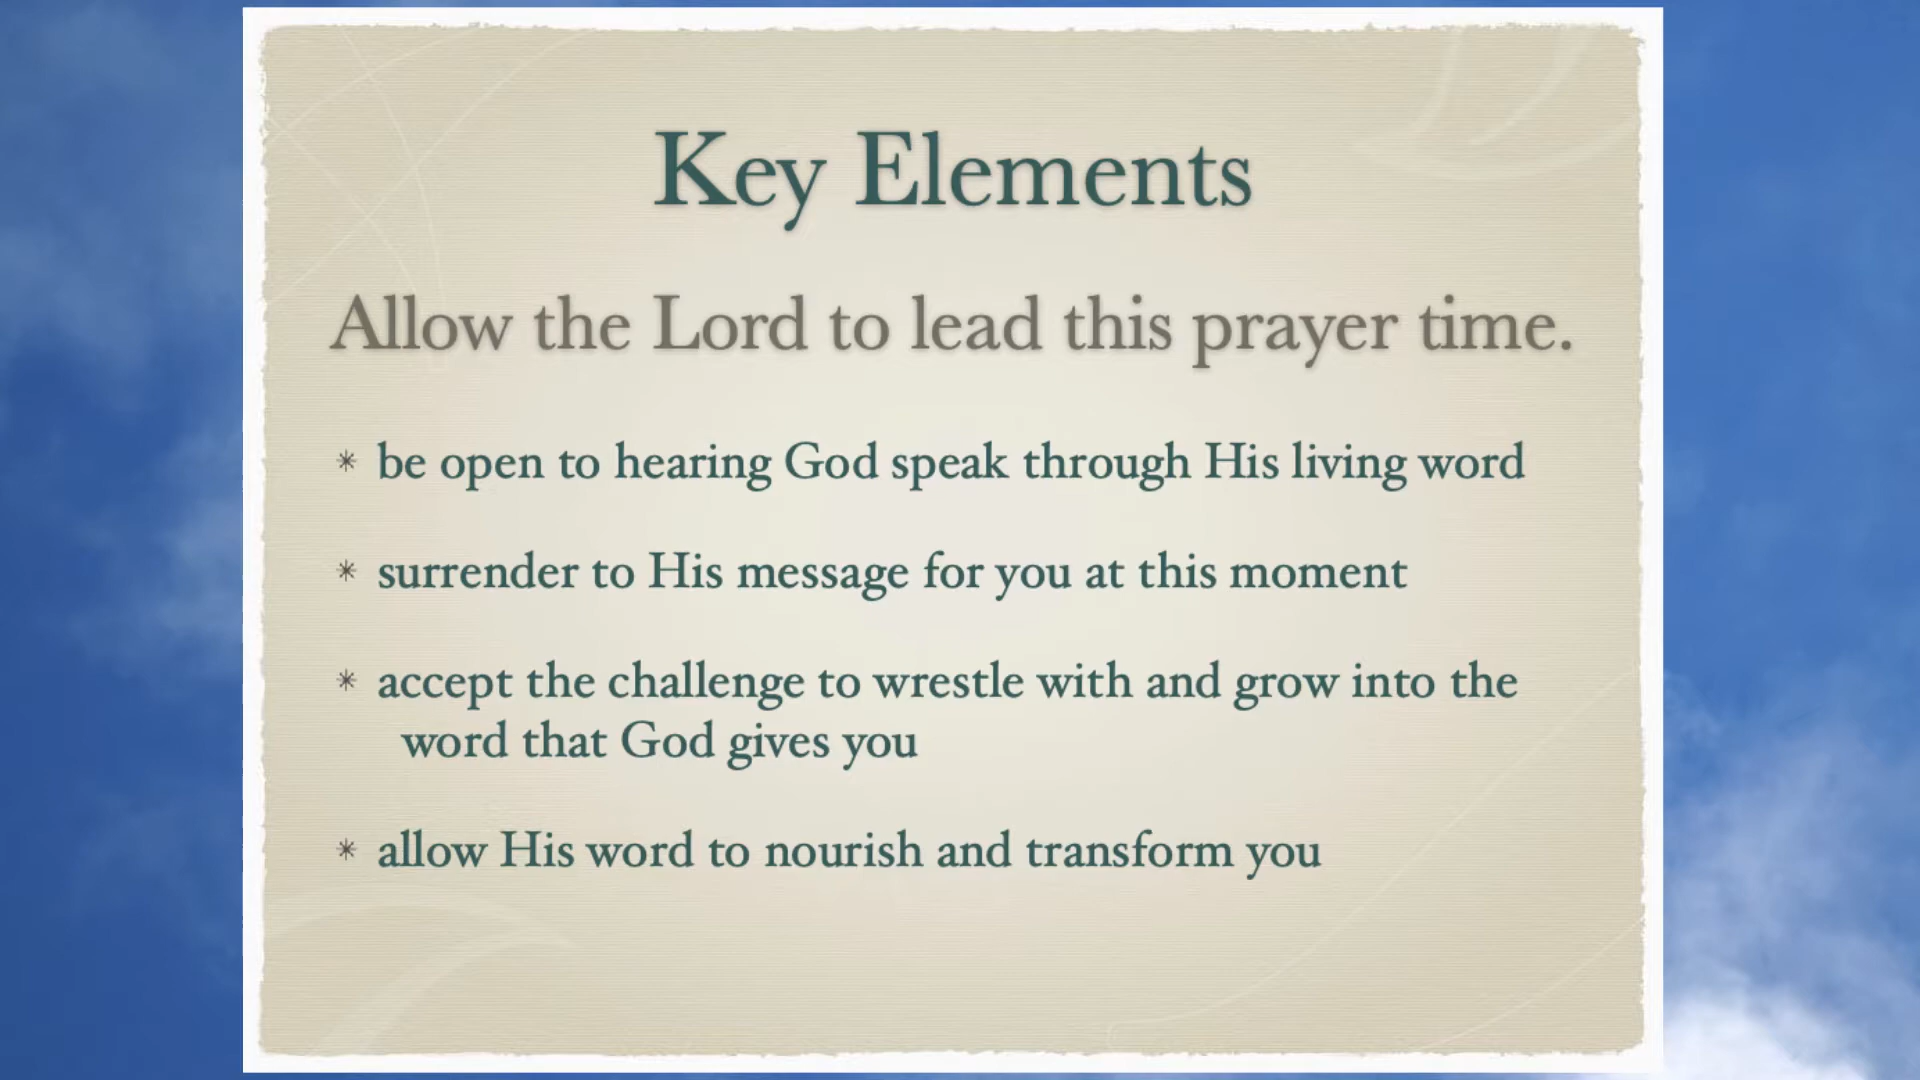 Key Elements
Allow the Lord to lead this prayer time.
* be open to hearing God speak through His living word
* surrender to His message for you at this moment
* accept the challenge to wrestle with and grow into the
word that God gives you
* allow His word to nourish and transform you